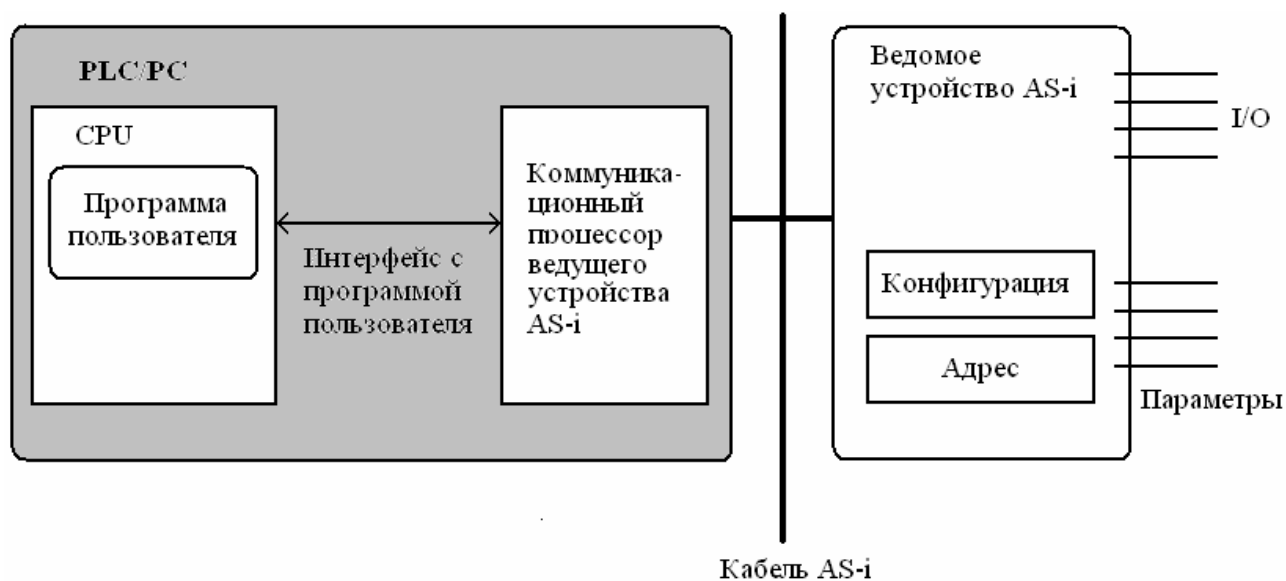 PLC/PC
CPU
Программа
пользователя
Интерфейс с
программой
пользователя
Коммуника-
ционный
процессор
ведущего
устройства
AS-i
Ведомое
устройство AS-i
I/O
Конфигурация
Адрес
Параметры
Кабель AS-i